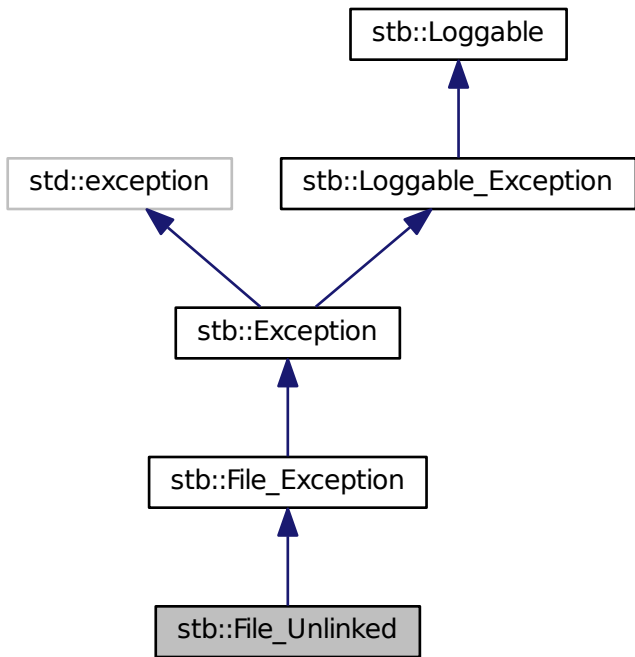 stb::Loggable
std::exception
stb::Loggable_Exception
stb::Exception
stb::File_Exception
stb::File_Unlinked